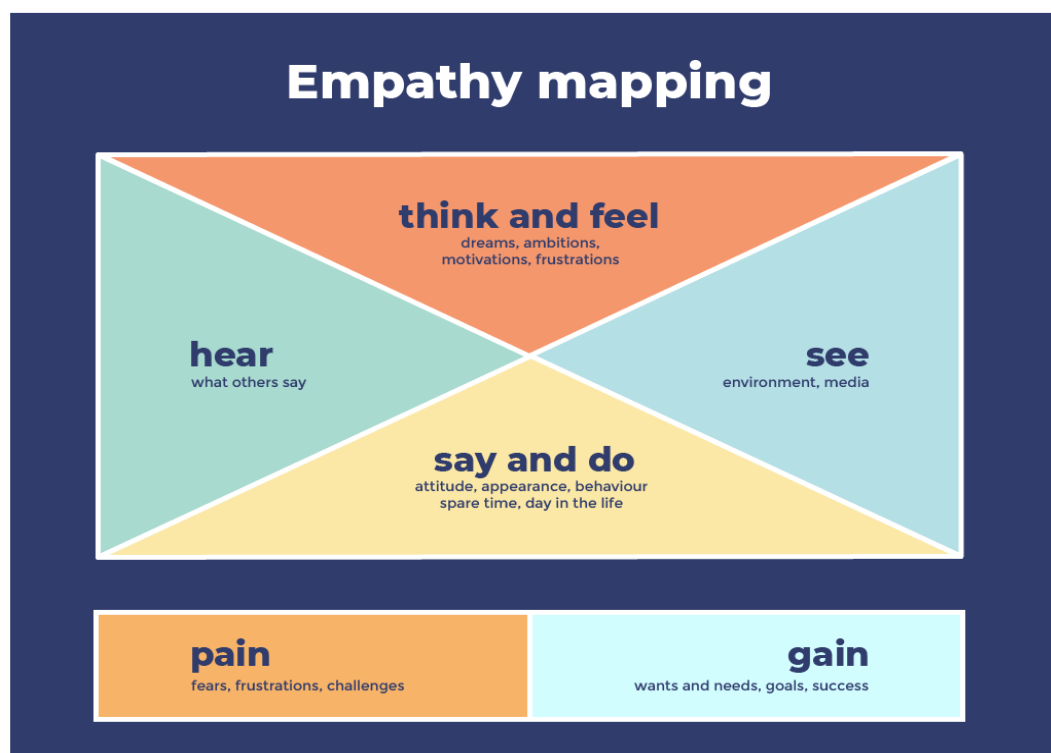 Empathy mapping
think and feel
dreams, ambitions,
motivations, frustrations
hear
what others say
see
environment, media
say and do
attitude, appearance, behaviour
spare time, day in the life
pain
fears, frustrations, challenges
gain
wants and needs, goals, success